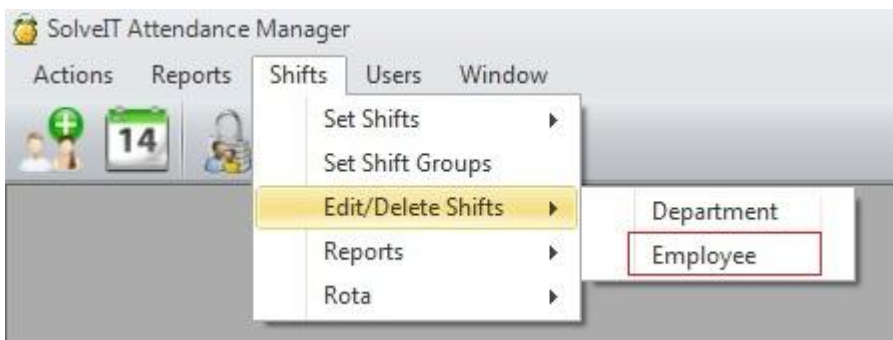 SolveIT Attendance Manager
Actions Reports Shifts Users Window
14
Set Shifts
Set Shift Groups
Edit/Delete Shifts
Reports
Rota
Department
Employee